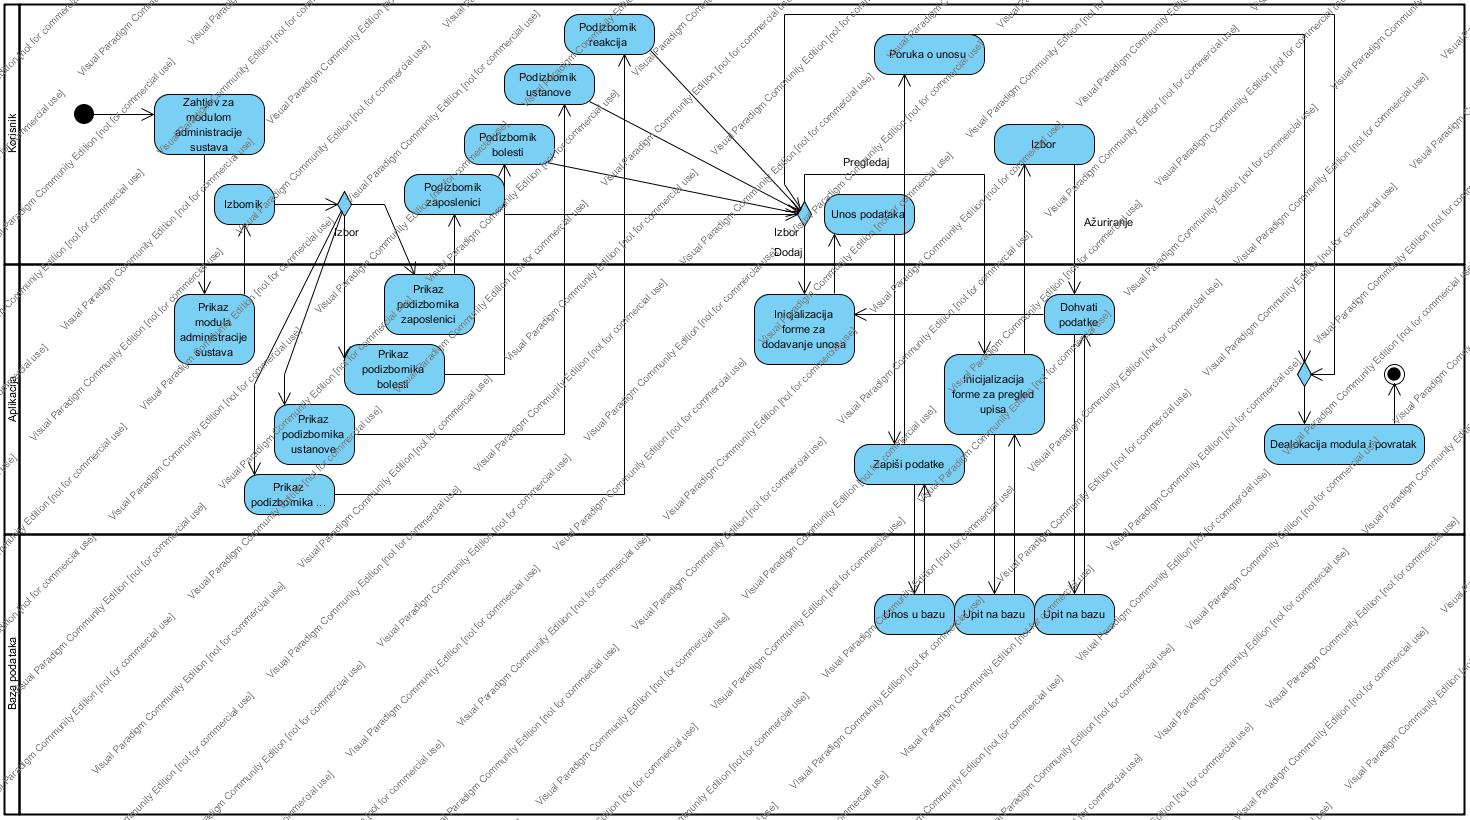 Korisnik
Zahtjev za
modulom
administracije
sustava
Izbornik
Izbor
Podizbornik
reakcija
Podizbornik
ustanove
Podizbornik
bolesti
Podizbornik
zaposlenici
Poruka o unosu
Pregledaj
Unos podataka
Izbor
Dodaj
Izbor
Ažuriranje
Aplikacija
Prikaz
modula
administracije
sustava
Prikaz
podizbornika
zaposlenici
Prikaz
podizbornika
bolesti
Prikaz
podizbornika
ustanove
Prikaz
podizbornika ...
Inicjalizacija
forme za
dodavanje unosa
Dohvati
podatke
Inicijalizacija
forme za pregled
upisa
Zapiši podatke
Dealokacija modula i povratak
Baza podataka
Unos u bazu
Upit na bazu
Upit na bazu
Visual Paradigm Community Edition [not for commercial use]